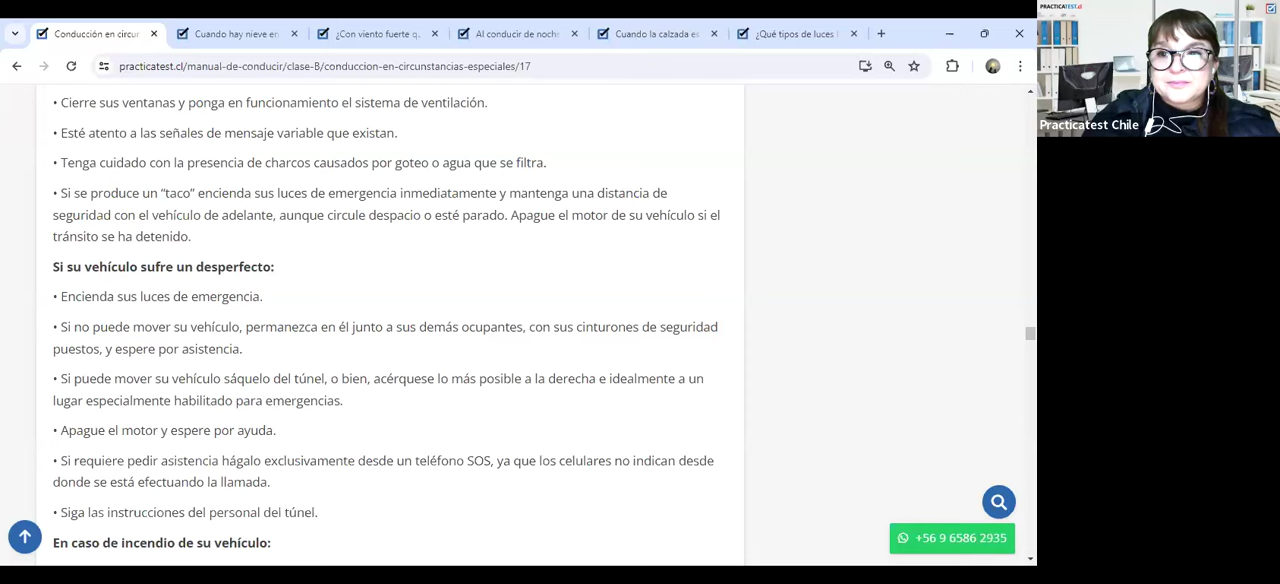 Conducción en circur
Cuando hay nieve en
¿Con viento fuerte q
Al conducir de noche
Cuando la calzada es
¿Qué tipos de luces
practicatest.cl/manual-de-conducir/clase-B/conduccion-en-circunstancias-especiales/17
PRACTICATEST.cl
Practicatest Chile
• Cierre sus ventanas y ponga en funcionamiento el sistema de ventilación.
• Esté atento a las señales de mensaje variable que existan.
• Tenga cuidado con la presencia de charcos causados por goteo o agua que se filtra.
• Si se produce un “taco” encienda sus luces de emergencia inmediatamente y mantenga una distancia de
seguridad con el vehículo de adelante, aunque circule despacio o esté parado. Apague el motor de su vehículo si el
tránsito se ha detenido.
Si su vehículo sufre un desperfecto:
• Encienda sus luces de emergencia.
• Si no puede mover su vehículo, permanezca en él junto a sus demás ocupantes, con sus cinturones de seguridad
puestos, y espere por asistencia.
• Si puede mover su vehículo sáquelo del túnel, o bien, acérquese lo más posible a la derecha e idealmente a un
lugar especialmente habilitado para emergencias.
• Apague el motor y espere por ayuda.
• Si requiere pedir asistencia hágalo exclusivamente desde un teléfono SOS, ya que los celulares no indican desde
donde se está efectuando la llamada.
• Siga las instrucciones del personal del túnel.
En caso de incendio de su vehículo:
+56 9 6586 2935